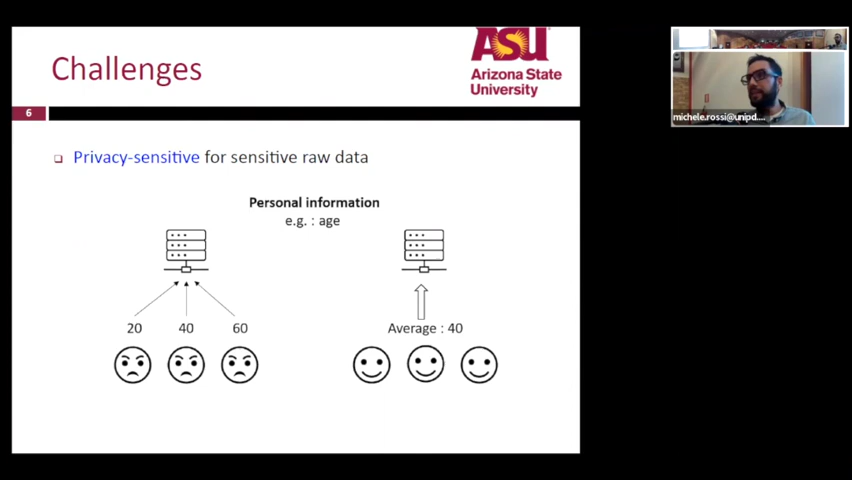 Challenges
ASU
Arizona State
University
6
Privacy-sensitive for sensitive raw data
Personal information
e.g. : age
20 40 60
Average : 40
michele.rossi@unipd....